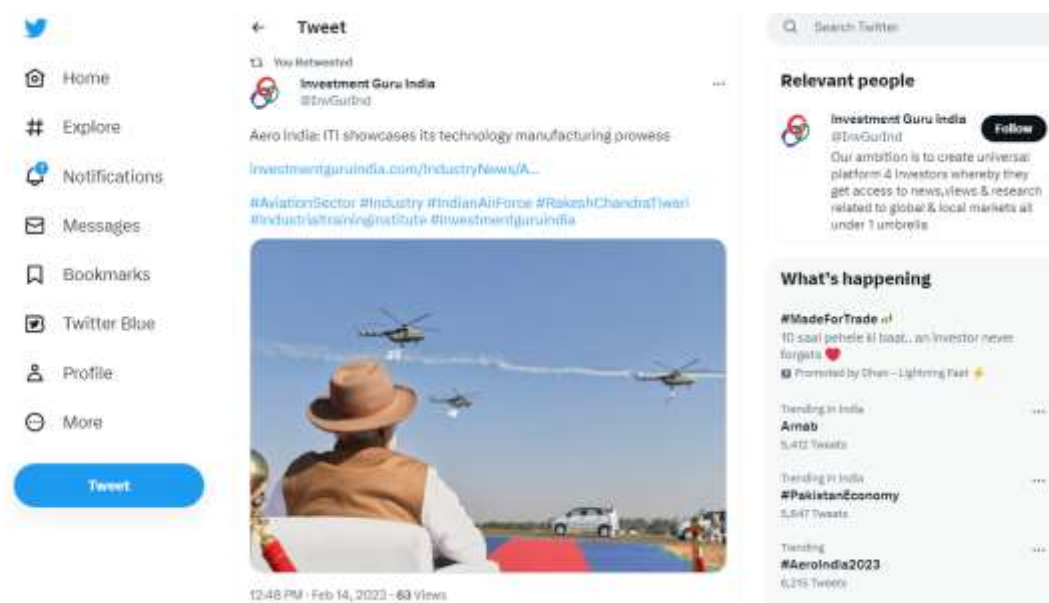 Home
Explore
Notifications
Messages
Bookmarks
Twitter Blue
Profile
More
Tweet
Tweet
You Retweeted
Investment Guru India
@InvGurInd
Aero India: ITI showcases its technology manufacturing prowess
investmentguruindia.com/IndustryNews/A...
#AviationSector #Industry #IndianAirForce #RakeshChandraTiwari
#Industrialtraininginstitute #Investmentguruindia
12:48 PM · Feb 14, 2023 · 63 Views
Search Twitter
Relevant people
Investment Guru India
@InvGurInd
Follow
Our ambition is to create universal
platform 4 Investors whereby they
get access to news,views & research
related to global & local markets all
under 1 umbrella
What's happening
#MadeForTrade
10 saal pehele ki baat.. an investor never
forgets ❤️
Promoted by Dhan – Lightning Fast ⚡
Trending in India
Arnab
5,412 Tweets
Trending in India
#PakistanEconomy
Tweets
Trending
#AeroIndia2023
6,215 Tweets